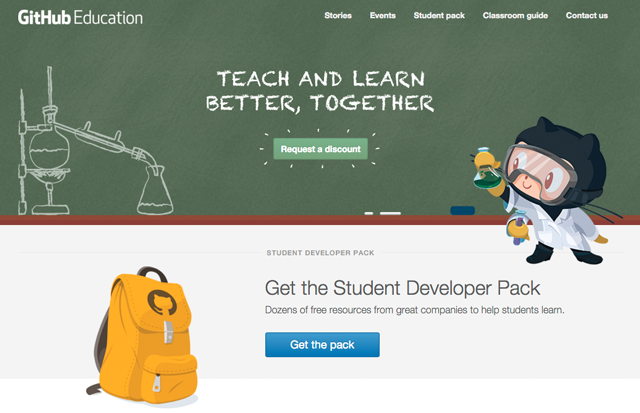 GitHub Education
Stories Events Student pack Classroom guide Contact us
TEACH AND LEARN
BETTER, TOGETHER
Request a discount
STUDENT DEVELOPER PACK
Get the Student Developer Pack
Dozens of free resources from great companies to help students learn.
Get the pack